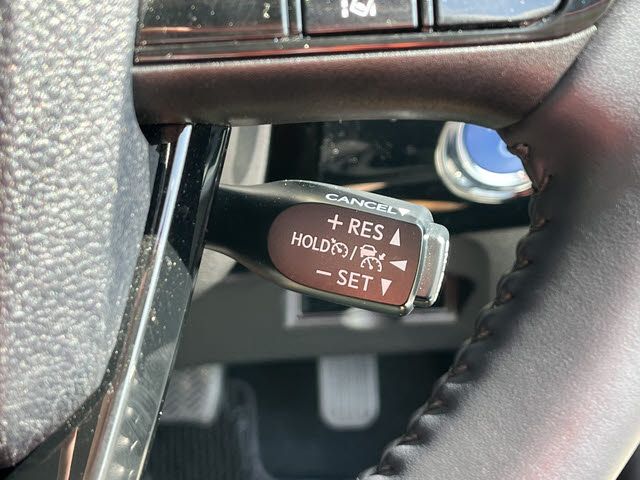 CANCEL
+ RES
HOLD /
− SET